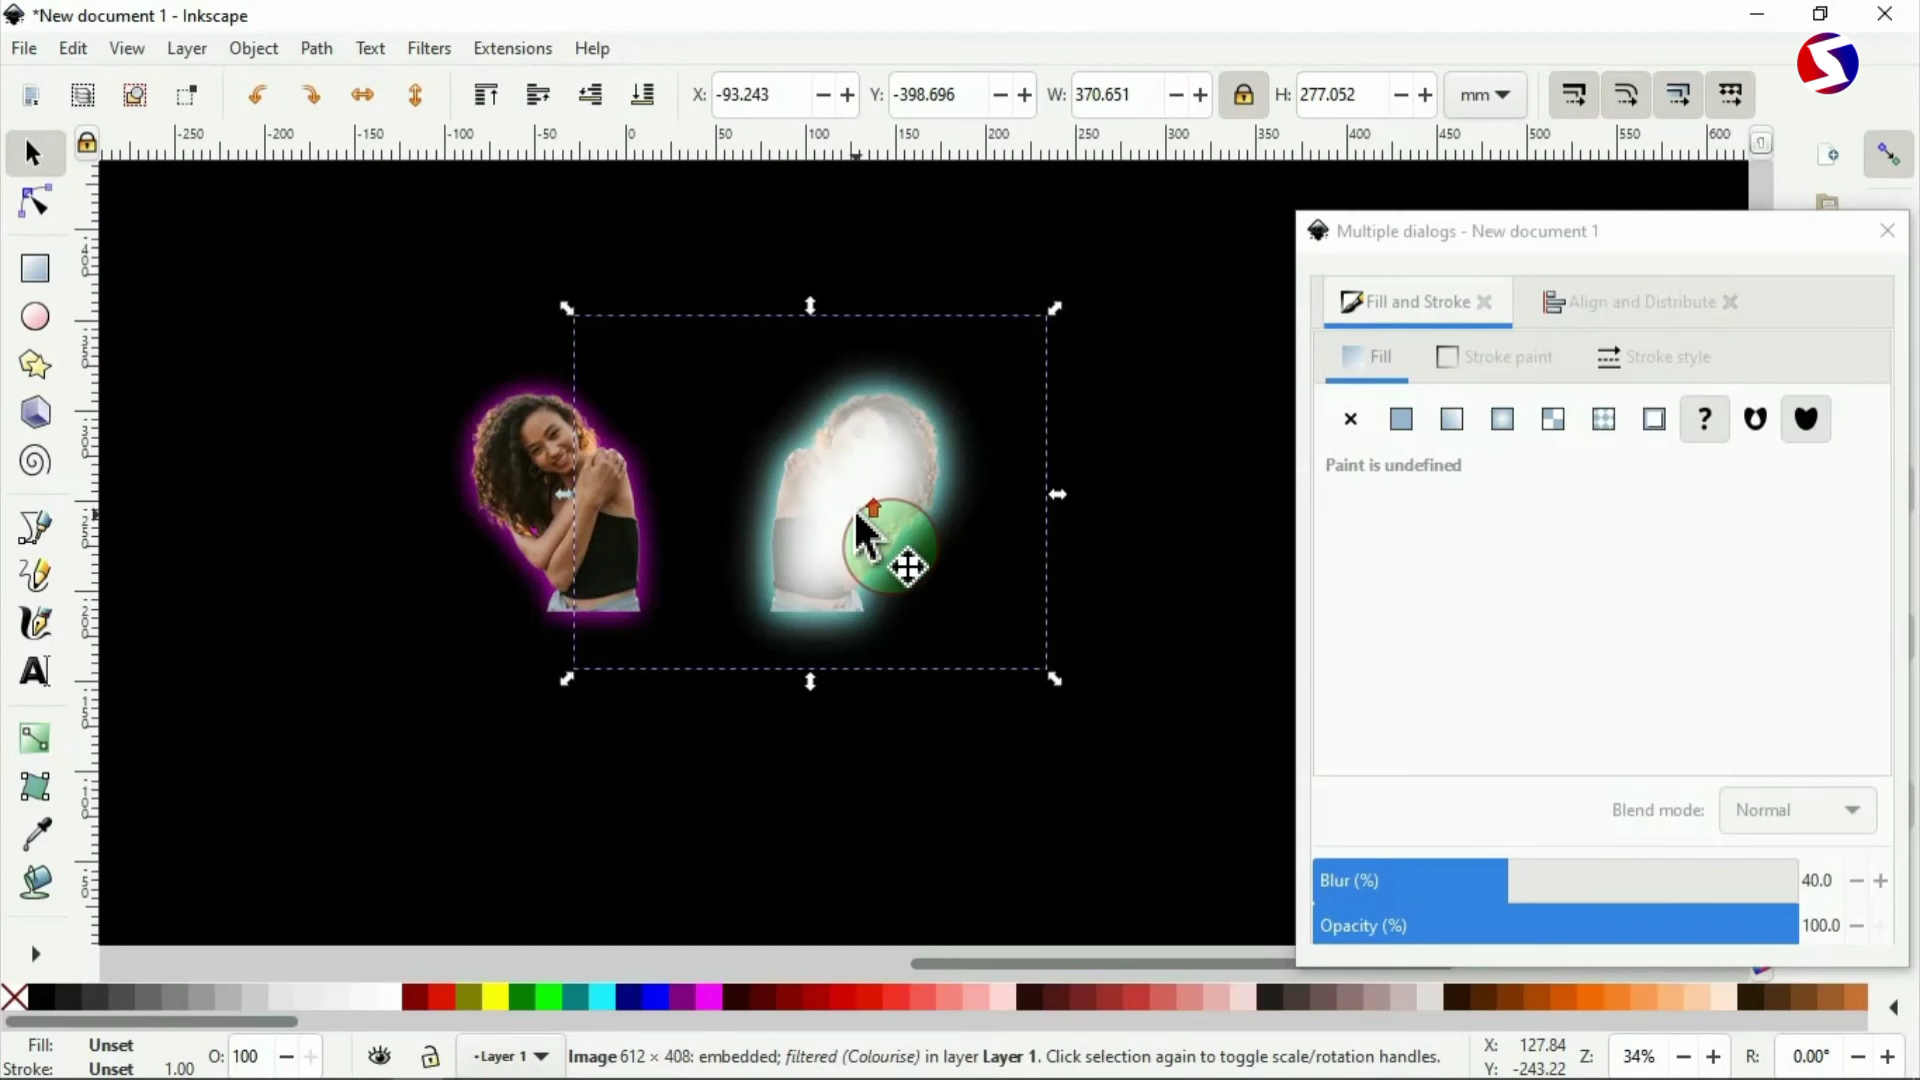 *New document 1 - Inkscape
File Edit View Layer Object Path Text Filters Extensions Help
X: -93.243 Y: -398.696 W: 370.651 H: 277.052 mm
-250 -200 -150 -100 -50 0 50 100 150 200 250 300 350 400 450 500 550 600
Multiple dialogs - New document 1
Fill and Stroke Align and Distribute
Fill Stroke paint Stroke style
?
Paint is undefined
Blend mode: Normal
Blur (%) 40.0
Opacity (%) 100.0
Fill: Unset
Stroke: Unset 1.00
O: 100
Layer 1
Image 612 × 408: embedded; filtered (Colourise) in layer Layer 1. Click selection again to toggle scale/rotation handles.
X: 127.84
Y: -243.22
Z: 34% R: 0.00°